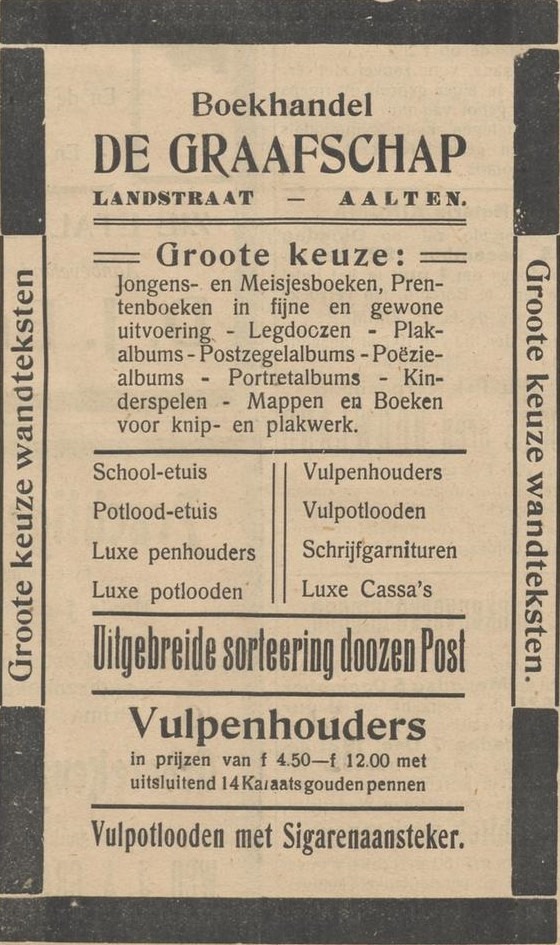 Boekhandel
DE GRAAFSCHAP
LANDSTRAAT — AALTEN.
Groote keuze:
Jongens- en Meisjesboeken, Pren-
tenboeken in fijne en gewone
uitvoering - Legdoozen - Plak-
albums - Postzegelalbums - Poëzie-
albums - Portretalbums - Kin-
derspelen - Mappen en Boeken
voor knip- en plakwerk.
School-etuis
Potlood-etuis
Luxe penhouders
Luxe potlooden
Vulpenhouders
Vulpotlooden
Schrijfgarnituren
Luxe Cassa's
Uitgebreide sorteering doozen Post
Vulpenhouders
in prijzen van f 4.50—f 12.00 met
uitsluitend 14 Karaats gouden pennen
Vulpotlooden met Sigarenaansteker.
Groote keuze wandteksten
Groote keuze wandteksten.